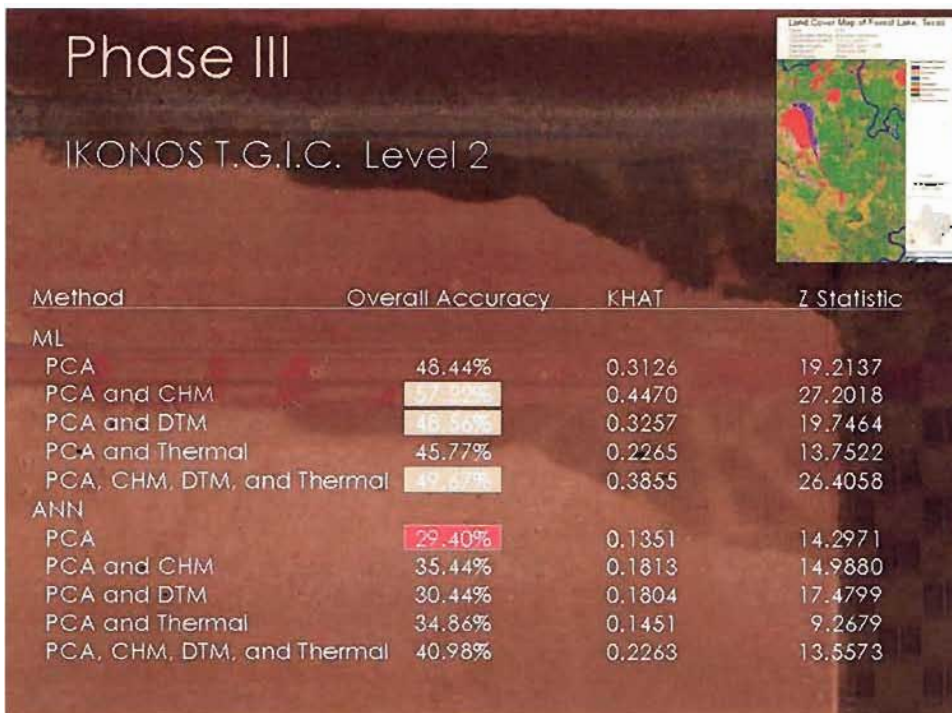 Phase III
Land Cover Map of Forest Lake, Texas
IKONOS T.G.I.C. Level 2
Method Overall Accuracy KHAT Z Statistic
ML
PCA 48.44% 0.3126 19.2137
PCA and CHM 0.4470 27.2018
PCA and DTM 48.56% 0.3257 19.7464
PCA and Thermal 45.77% 0.2265 13.7522
PCA, CHM, DTM, and Thermal 49.67% 0.3855 26.4058
ANN
PCA 29.40% 0.1351 14.2971
PCA and CHM 35.44% 0.1813 14.9880
PCA and DTM 30.44% 0.1804 17.4799
PCA and Thermal 34.86% 0.1451 9.2679
PCA, CHM, DTM, and Thermal 40.98% 0.2263 13.5573